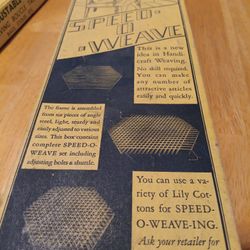 SPEED-
O
WEAVE
This is a new
idea in Handi-
craft Weaving.
No skill required.
You can make
any number of
attractive articles
easily and quickly.
The frame is assembled
from six pieces of angle
steel, light, sturdy and
easily adjusted to various
sizes. This box contains
complete SPEED-O-
WEAVE set including
adjusting bolts & shuttle.
You can use a va-
riety of Lily Cot-
tons for SPEED-
O-WEAVE-ING.
Ask your retailer for